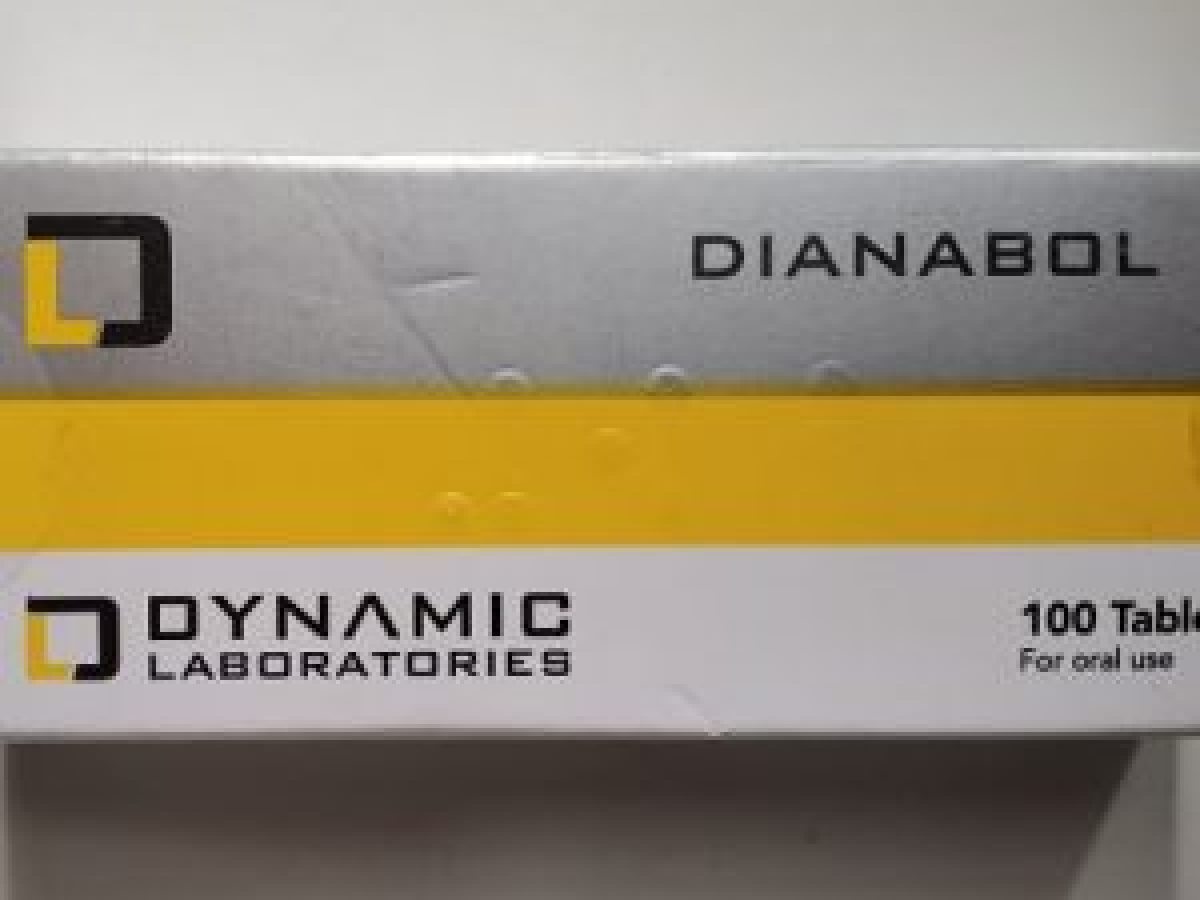 DIANABOL
DYNAMIC
LABORATORIES
100 Table
For oral use